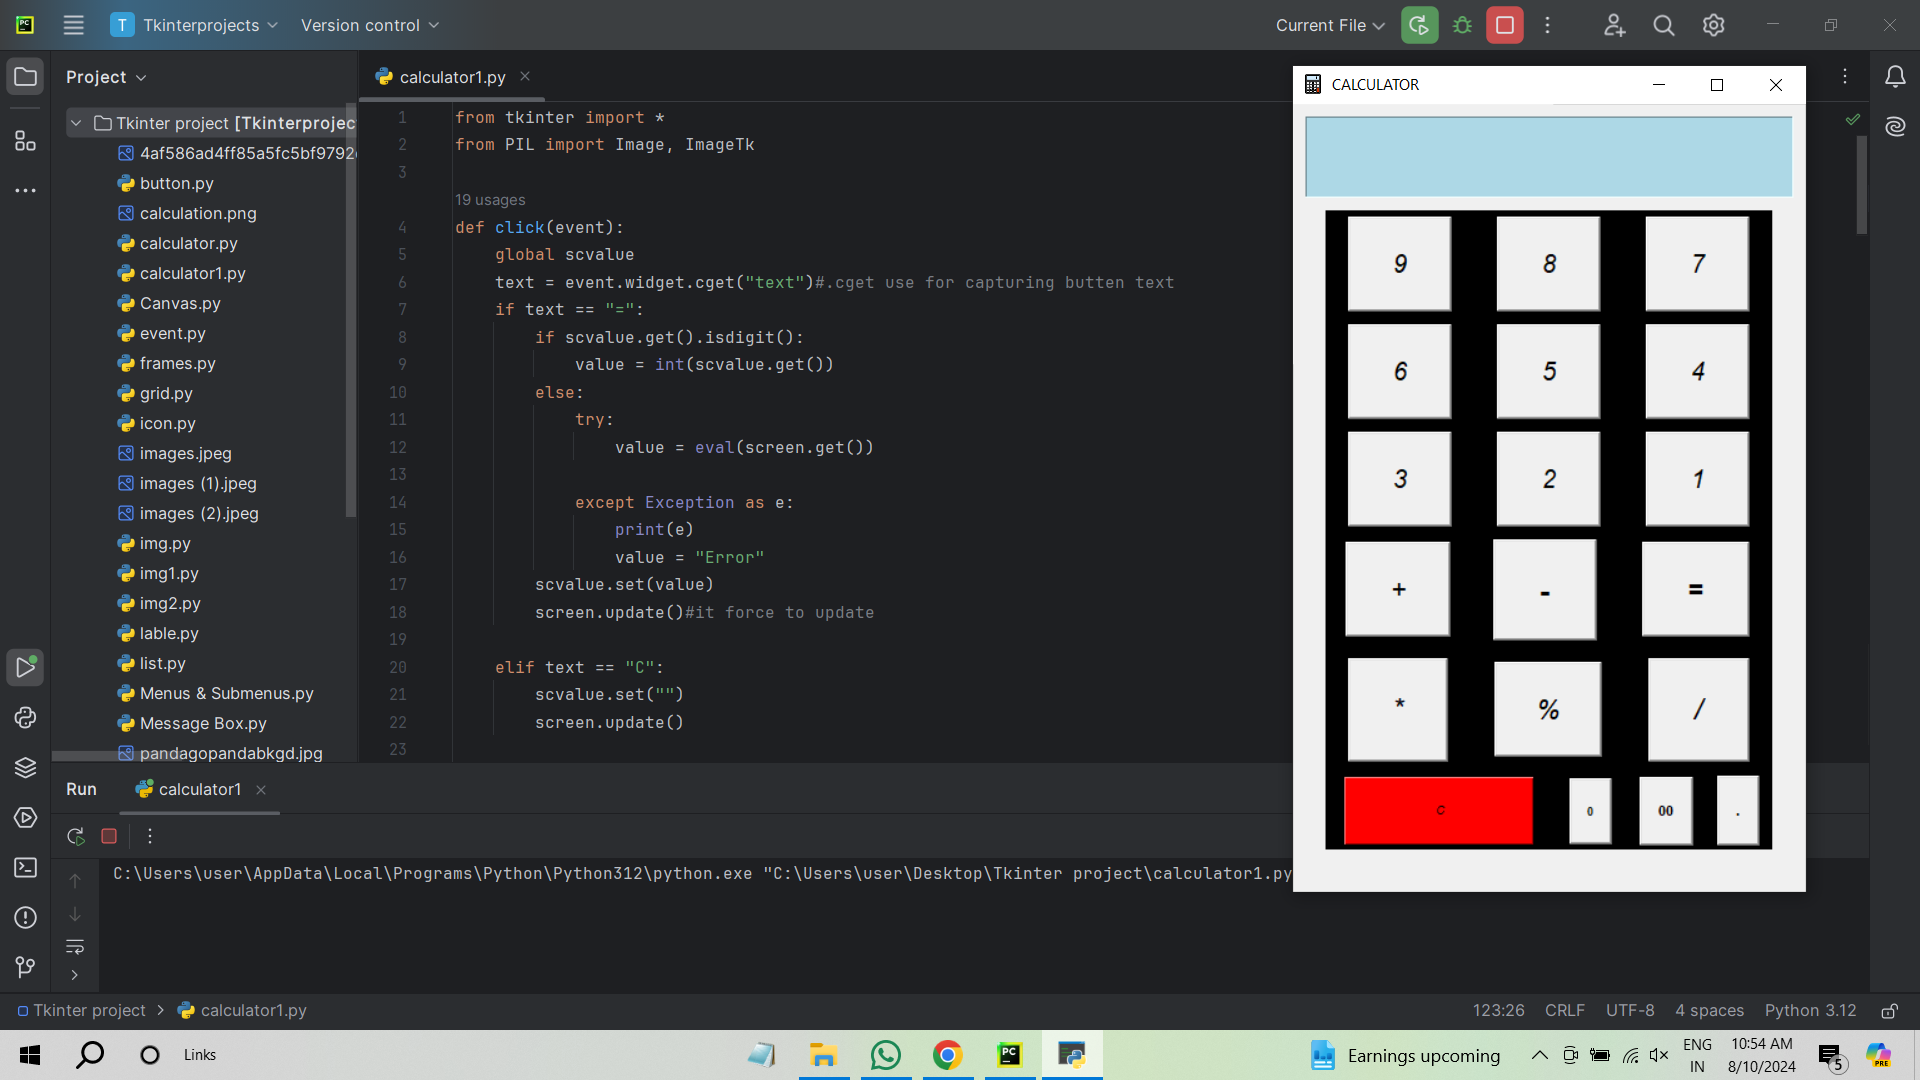 PC
T Tkinterprojects
Version control
Current File
Project
calculator1.py
Tkinter project [Tkinterprojec
4af586ad4ff85a5fc5bf9792
button.py
calculation.png
calculator.py
calculator1.py
Canvas.py
event.py
frames.py
grid.py
icon.py
images.jpeg
images (1).jpeg
images (2).jpeg
img.py
img1.py
img2.py
lable.py
list.py
Menus & Submenus.py
Message Box.py
pandagopandabkgd.jpg
1 from tkinter import *
2 from PIL import Image, ImageTk
3
19 usages
4 def click(event):
5 global scvalue
6 text = event.widget.cget("text")#.cget use for capturing butten text
7 if text == "=":
8 if scvalue.get().isdigit():
9 value = int(scvalue.get())
10 else:
11 try:
12 value = eval(screen.get())
13
14 except Exception as e:
15 print(e)
16 value = "Error"
17 scvalue.set(value)
18 screen.update()#it force to update
19
20 elif text == "C":
21 scvalue.set("")
22 screen.update()
23
CALCULATOR
9 8 7
6 5 4
3 2 1
+ - =
* % /
C 0 00 .
Run
calculator1
C:\Users\user\AppData\Local\Programs\Python\Python312\python.exe "C:\Users\user\Desktop\Tkinter project\calculator1.py
Tkinter project > calculator1.py
123:26 CRLF UTF-8 4 spaces Python 3.12
Links
PC
Earnings upcoming
ENG
IN
10:54 AM
8/10/2024
5
PRE